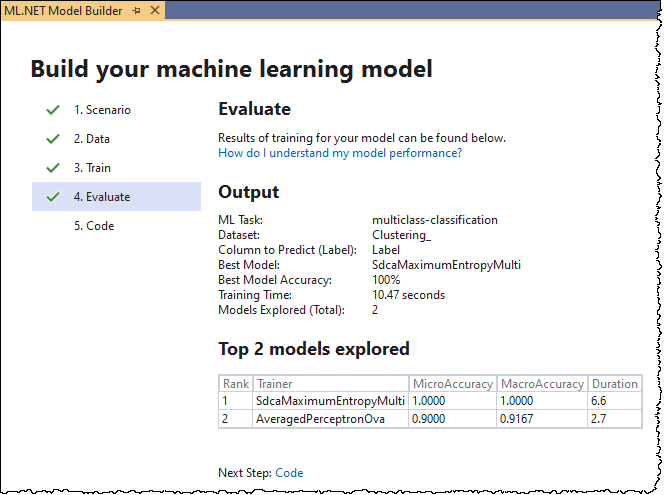 ML.NET Model Builder
Build your machine learning model
1. Scenario
2. Data
3. Train
4. Evaluate
5. Code
Evaluate
Results of training for your model can be found below.
How do I understand my model performance?
Output
ML Task: multiclass-classification
Dataset: Clustering_
Column to Predict (Label): Label
Best Model: SdcaMaximumEntropyMulti
Best Model Accuracy: 100%
Training Time: 10.47 seconds
Models Explored (Total): 2
Top 2 models explored
Rank Trainer MicroAccuracy MacroAccuracy Duration
1 SdcaMaximumEntropyMulti 1.0000 1.0000 6.6
2 AveragedPerceptronOva 0.9000 0.9167 2.7
Next Step: Code